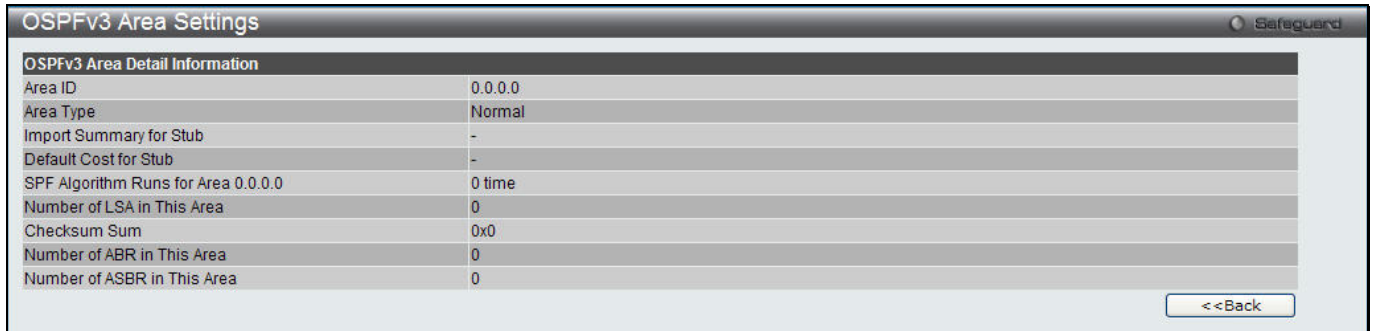 OSPFv3 Area Settings
Safeguard
OSPFv3 Area Detail Information
Area ID 0.0.0.0
Area Type Normal
Import Summary for Stub -
Default Cost for Stub -
SPF Algorithm Runs for Area 0.0.0.0 0 time
Number of LSA in This Area 0
Checksum Sum 0x0
Number of ABR in This Area 0
Number of ASBR in This Area 0
<<Back